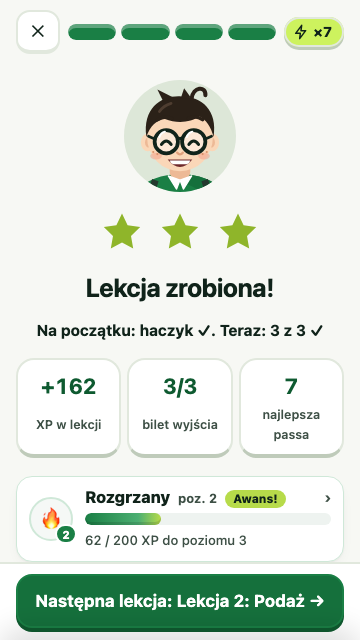 ×7
Lekcja zrobiona!
Na początku: haczyk ✓. Teraz: 3 z 3 ✓
+162
XP w lekcji
3/3
bilet wyjścia
7
najlepsza
passa
Rozgrzany poz. 2 Awans! ›
2
62 / 200 XP do poziomu 3
Następna lekcja: Lekcja 2: Podaż →